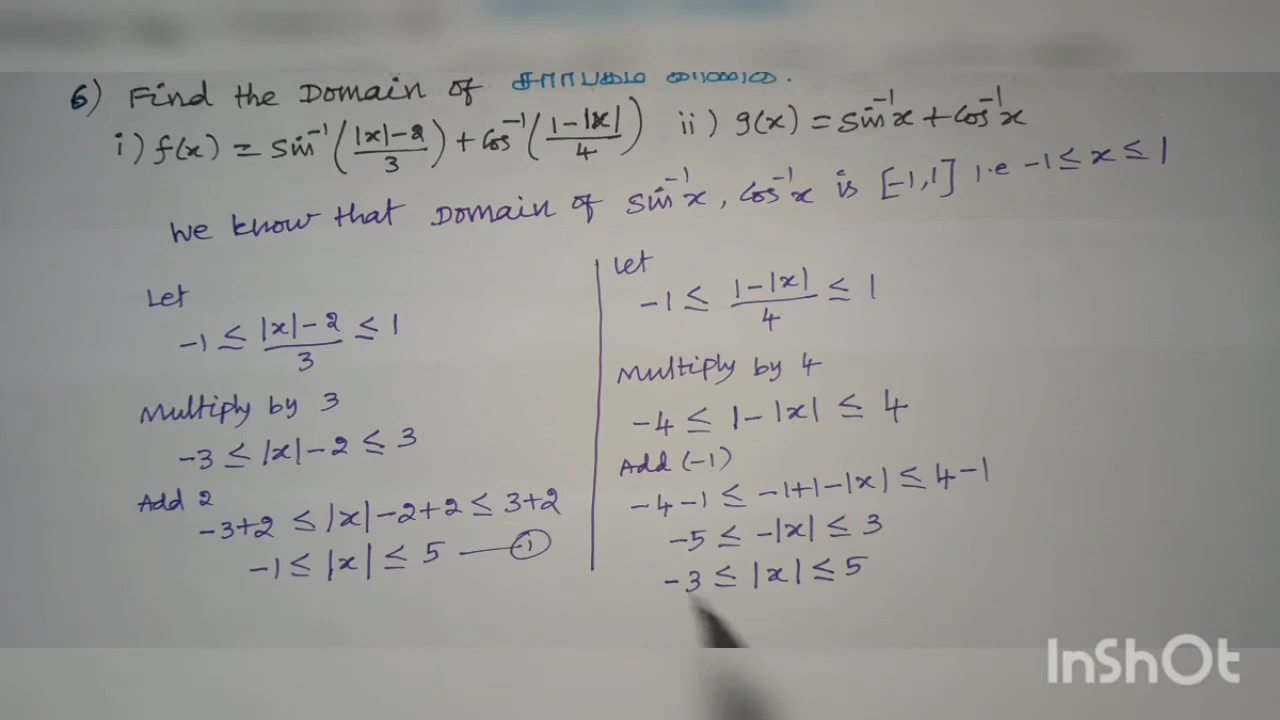 6) Find the Domain of சார்பகம் காண்க.
i) f(x) = sin⁻¹(|x|-2/3) + cos⁻¹(1-|x|/4) ii) g(x) = sin⁻¹x + cos⁻¹x
We know that Domain of sin⁻¹x, cos⁻¹x is [-1,1] i.e -1 ≤ x ≤ 1
Let
-1 ≤ |x|-2/3 ≤ 1
Multiply by 3
-3 ≤ |x|-2 ≤ 3
Add 2
-3+2 ≤ |x|-2+2 ≤ 3+2
-1 ≤ |x| ≤ 5 — ①
Let
-1 ≤ 1-|x|/4 ≤ 1
Multiply by 4
-4 ≤ 1-|x| ≤ 4
Add (-1)
-4-1 ≤ -1+1-|x| ≤ 4-1
-5 ≤ -|x| ≤ 3
-3 ≤ |x| ≤ 5
InShOt